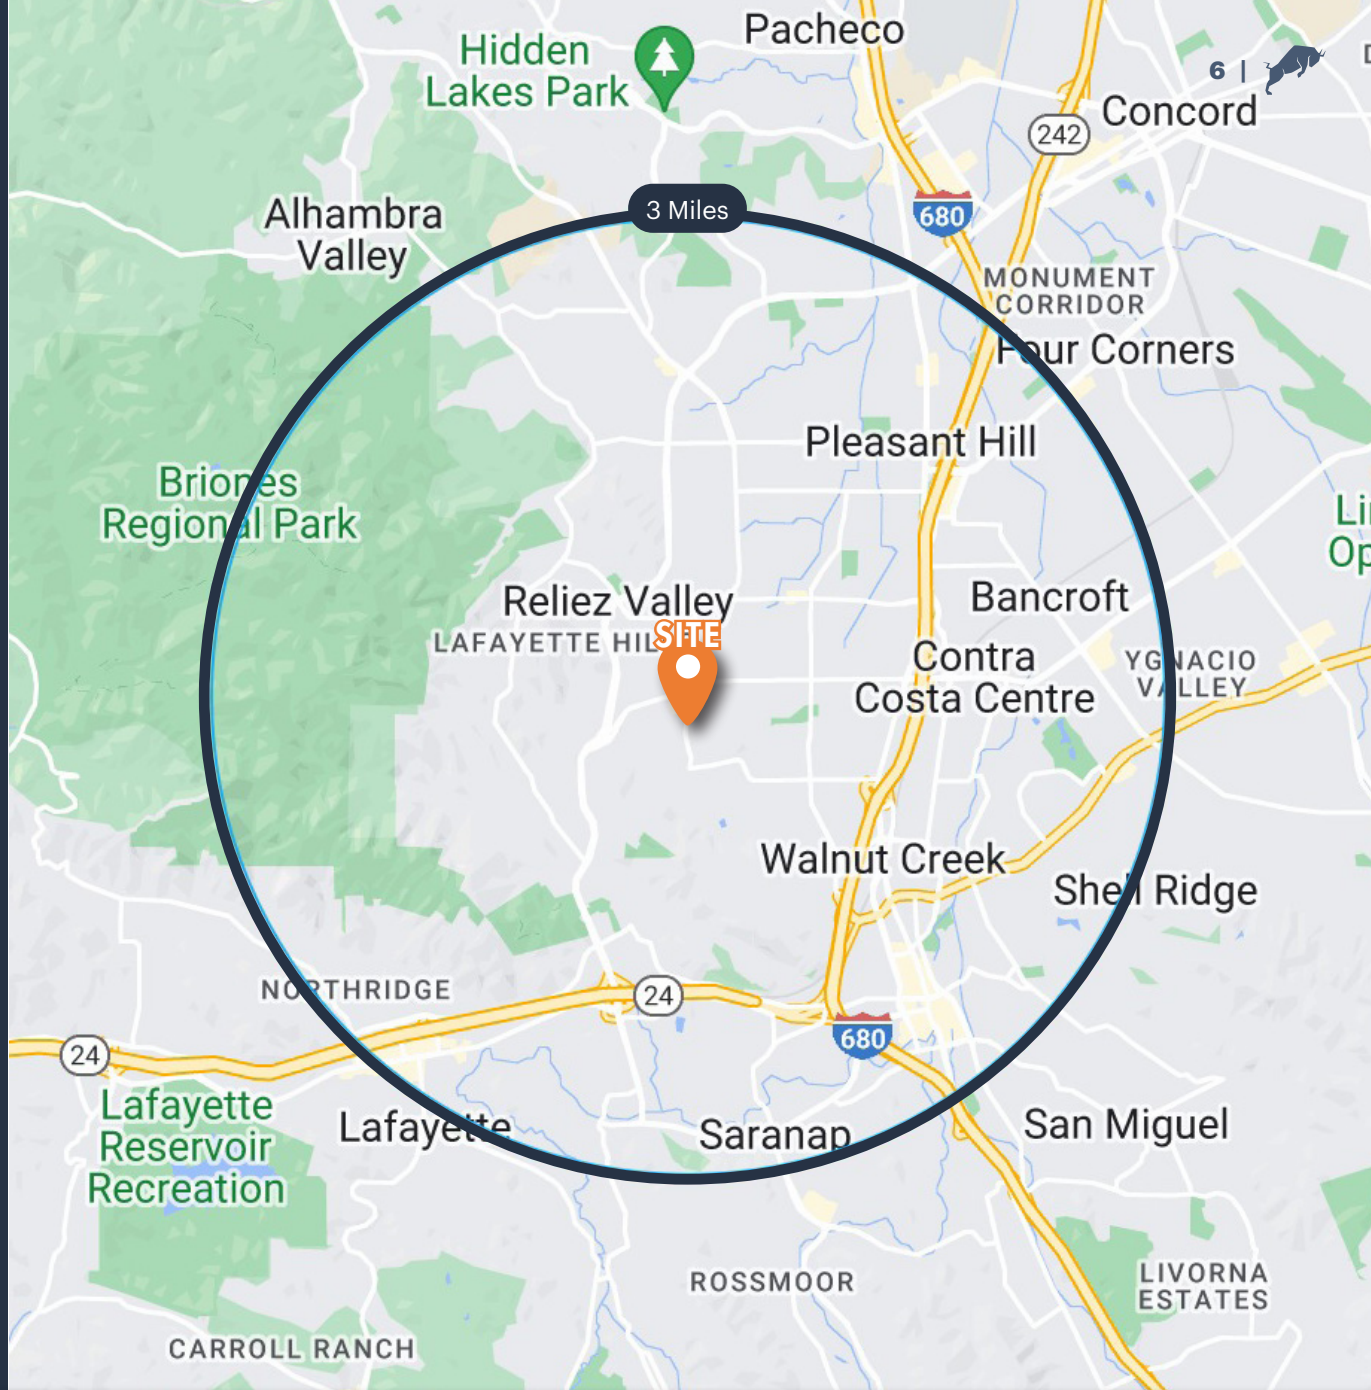 Pacheco
Hidden
Lakes Park
6 |
Concord
242
Alhambra
Valley
3 Miles
680
MONUMENT
CORRIDOR
Four Corners
Pleasant Hill
Briones
Regional Park
Reliez Valley
Bancroft
SITE
LAFAYETTE HIL
Contra
Costa Centre
YGNACIO
VALLEY
Walnut Creek
Shell Ridge
NORTHRIDGE
24
680
24
Lafayette
Reservoir
Recreation
Lafayette
Saranap
San Miguel
ROSSMOOR
LIVORNA
ESTATES
CARROLL RANCH